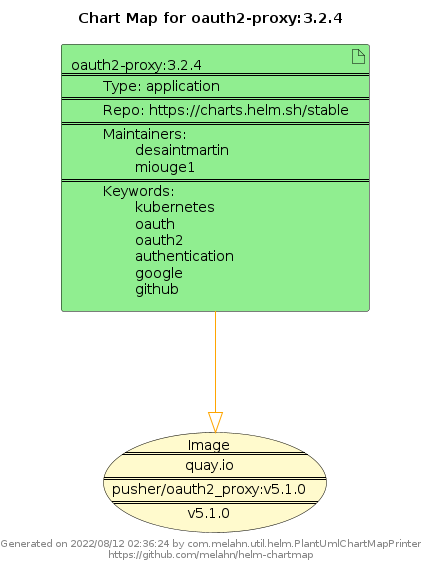 Chart Map for oauth2-proxy:3.2.4
oauth2-proxy:3.2.4
Type: application
Repo: https://charts.helm.sh/stable
Maintainers:
desaintmartin
miouge1
Keywords:
kubernetes
oauth
oauth2
authentication
google
github
Image
quay.io
pusher/oauth2_proxy:v5.1.0
v5.1.0
Generated on 2022/08/12 02:36:24 by com.melahn.util.helm.PlantUmlChartMapPrinter
https://github.com/melahn/helm-chartmap